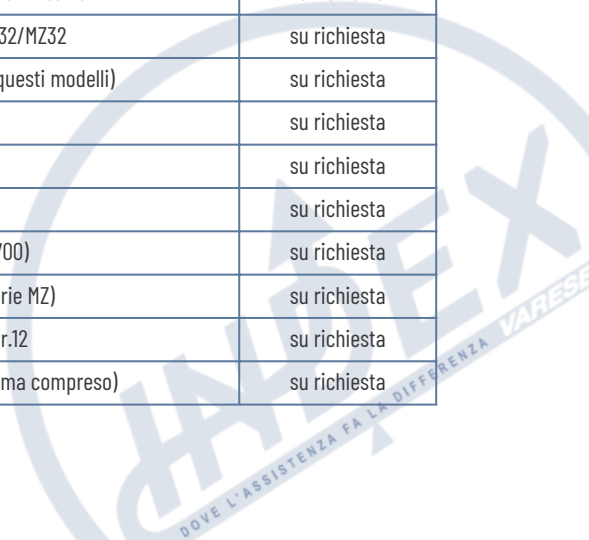 32/MZ32 su richiesta
questi modelli) su richiesta
su richiesta
su richiesta
su richiesta
700) su richiesta
rie MZ) su richiesta
r.12 su richiesta
ma compreso) su richiesta
INDEX
VARESE
DOVE L'ASSISTENZA FA LA DIFFERENZA